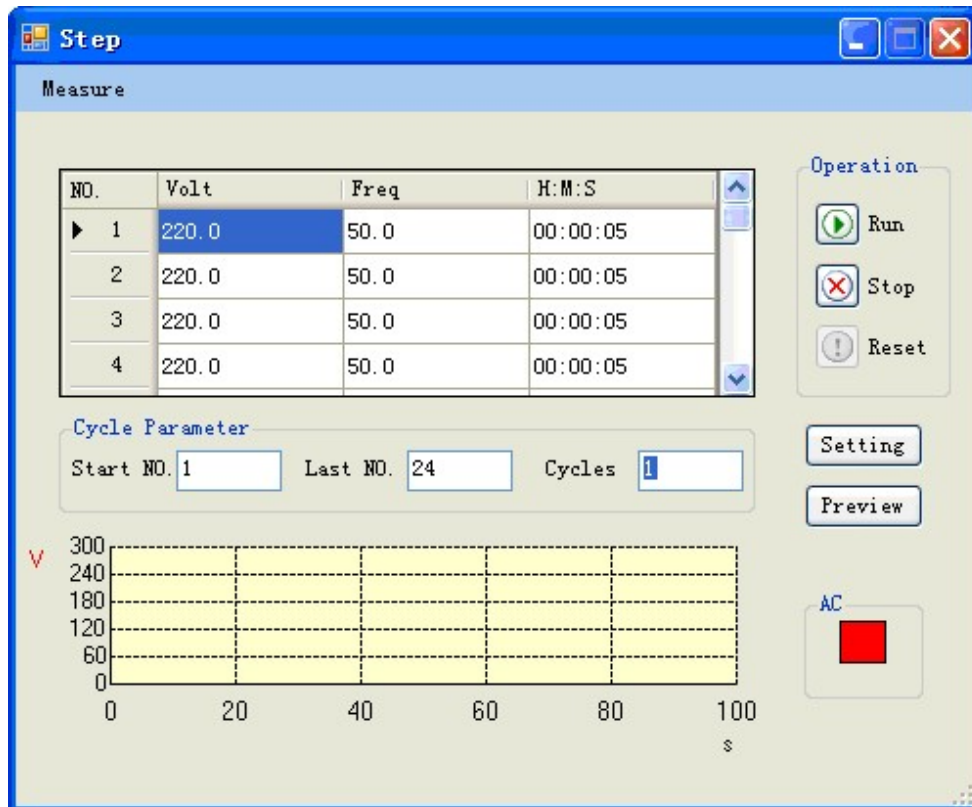 Step
Measure
NO. Volt Freq H:M:S
1 220.0 50.0 00:00:05
2 220.0 50.0 00:00:05
3 220.0 50.0 00:00:05
4 220.0 50.0 00:00:05
Operation
Run
Stop
Reset
Cycle Parameter
Start NO. 1 Last NO. 24 Cycles 1
Setting
Preview
V
300
240
180
120
60
0
0 20 40 60 80 100
s
AC